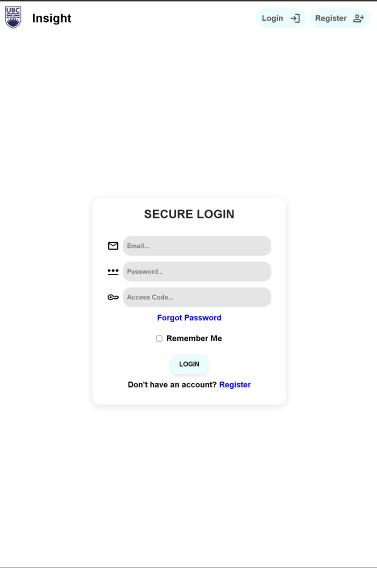 UBC
Insight
Login
Register
SECURE LOGIN
Email...
Password...
Access Code...
Forgot Password
Remember Me
LOGIN
Don't have an account? Register